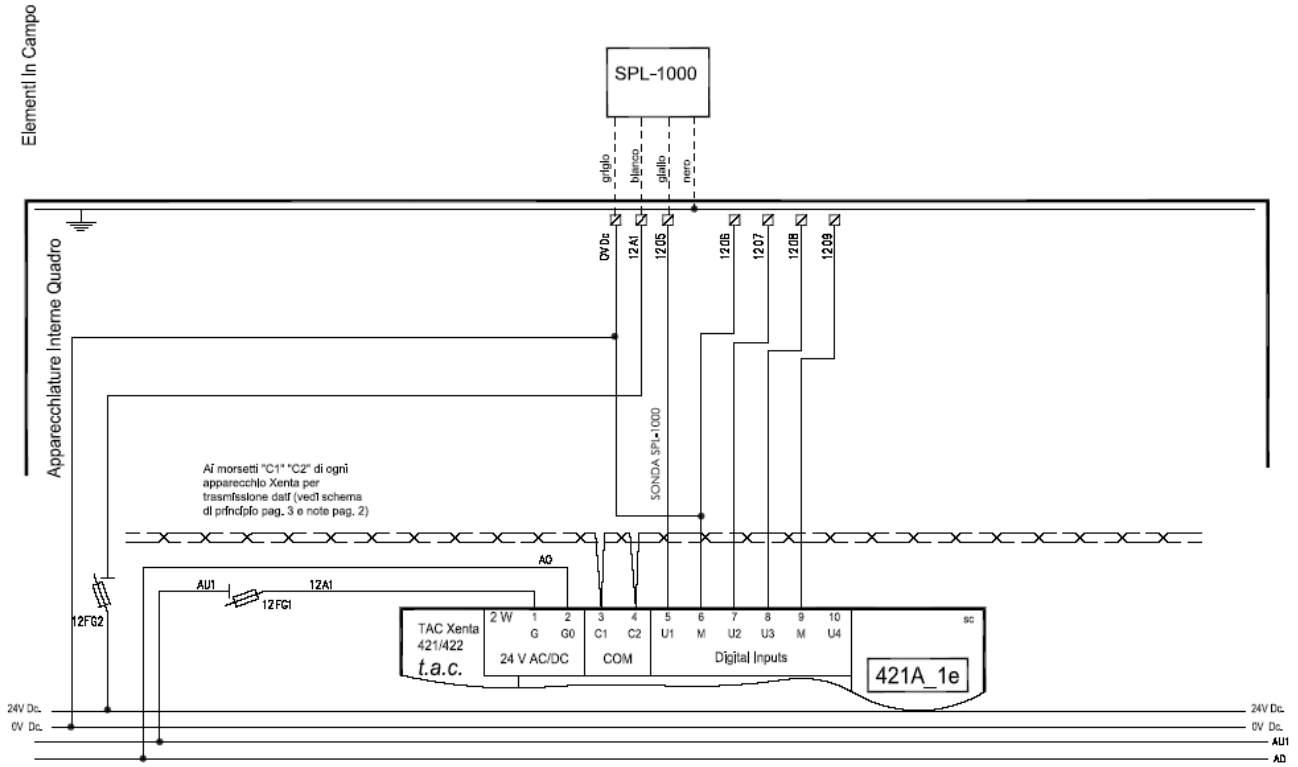 Elementi In Campo
SPL-1000
grigio
bianco
giallo
nero
Apparecchiature Interne Quadro
0VDc
12A1
1205
1206
1207
1208
1209
SONDA SPL-1000
Ai morsetti "C1" "C2" di ogni
apparecchio Xenta per
trasmissione dati (vedi schema
di principio pag. 3 e note pag. 2)
A0
AU1
12A1
12FG1
12FG2
TAC Xenta
421/422
t.a.c.
2 W
1 2 3 4 5 6 7 8 9 10
G G0 C1 C2 U1 M U2 U3 M U4
24 V AC/DC
COM
Digital Inputs
sc
421A_1e
24V Dc.
24V Dc.
0V Dc.
0V Dc.
AU1
A0